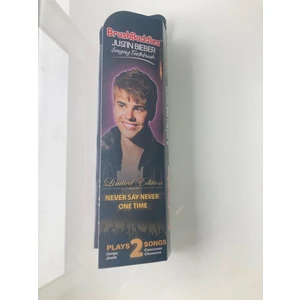 BrushBuddies
JUSTIN BIEBER
Singing Toothbrush
Limited Edition
NEVER SAY NEVER
ONE TIME
PLAYS 2 SONGS